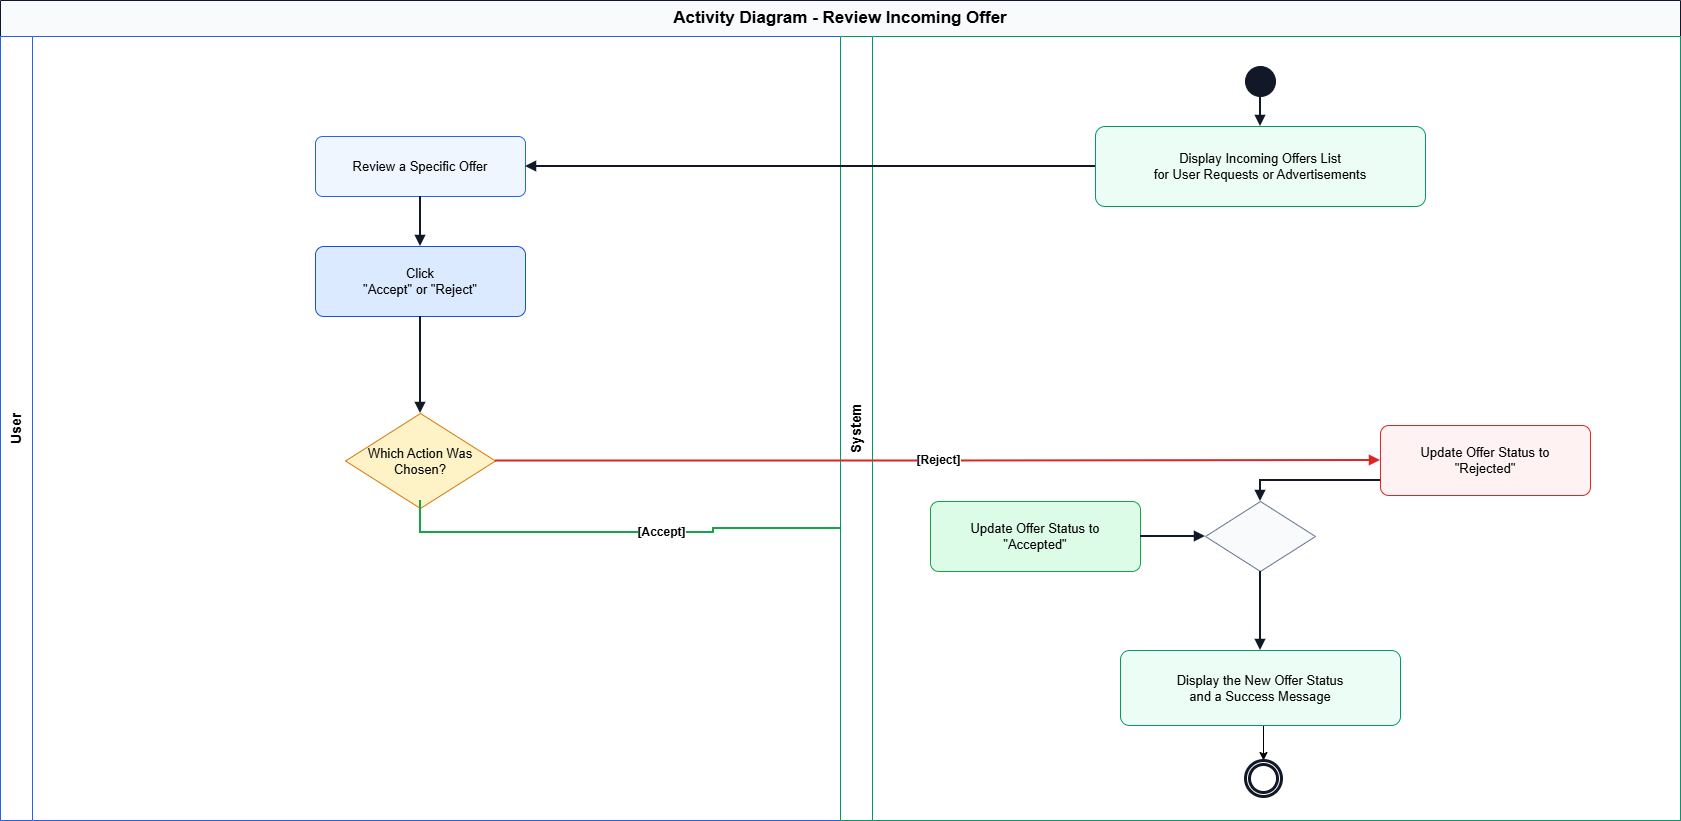 Activity Diagram - Review Incoming Offer
User
System
Display Incoming Offers List
for User Requests or Advertisements
Review a Specific Offer
Click
"Accept" or "Reject"
Which Action Was
Chosen?
[Reject]
Update Offer Status to
"Rejected"
[Accept]
Update Offer Status to
"Accepted"
Display the New Offer Status
and a Success Message